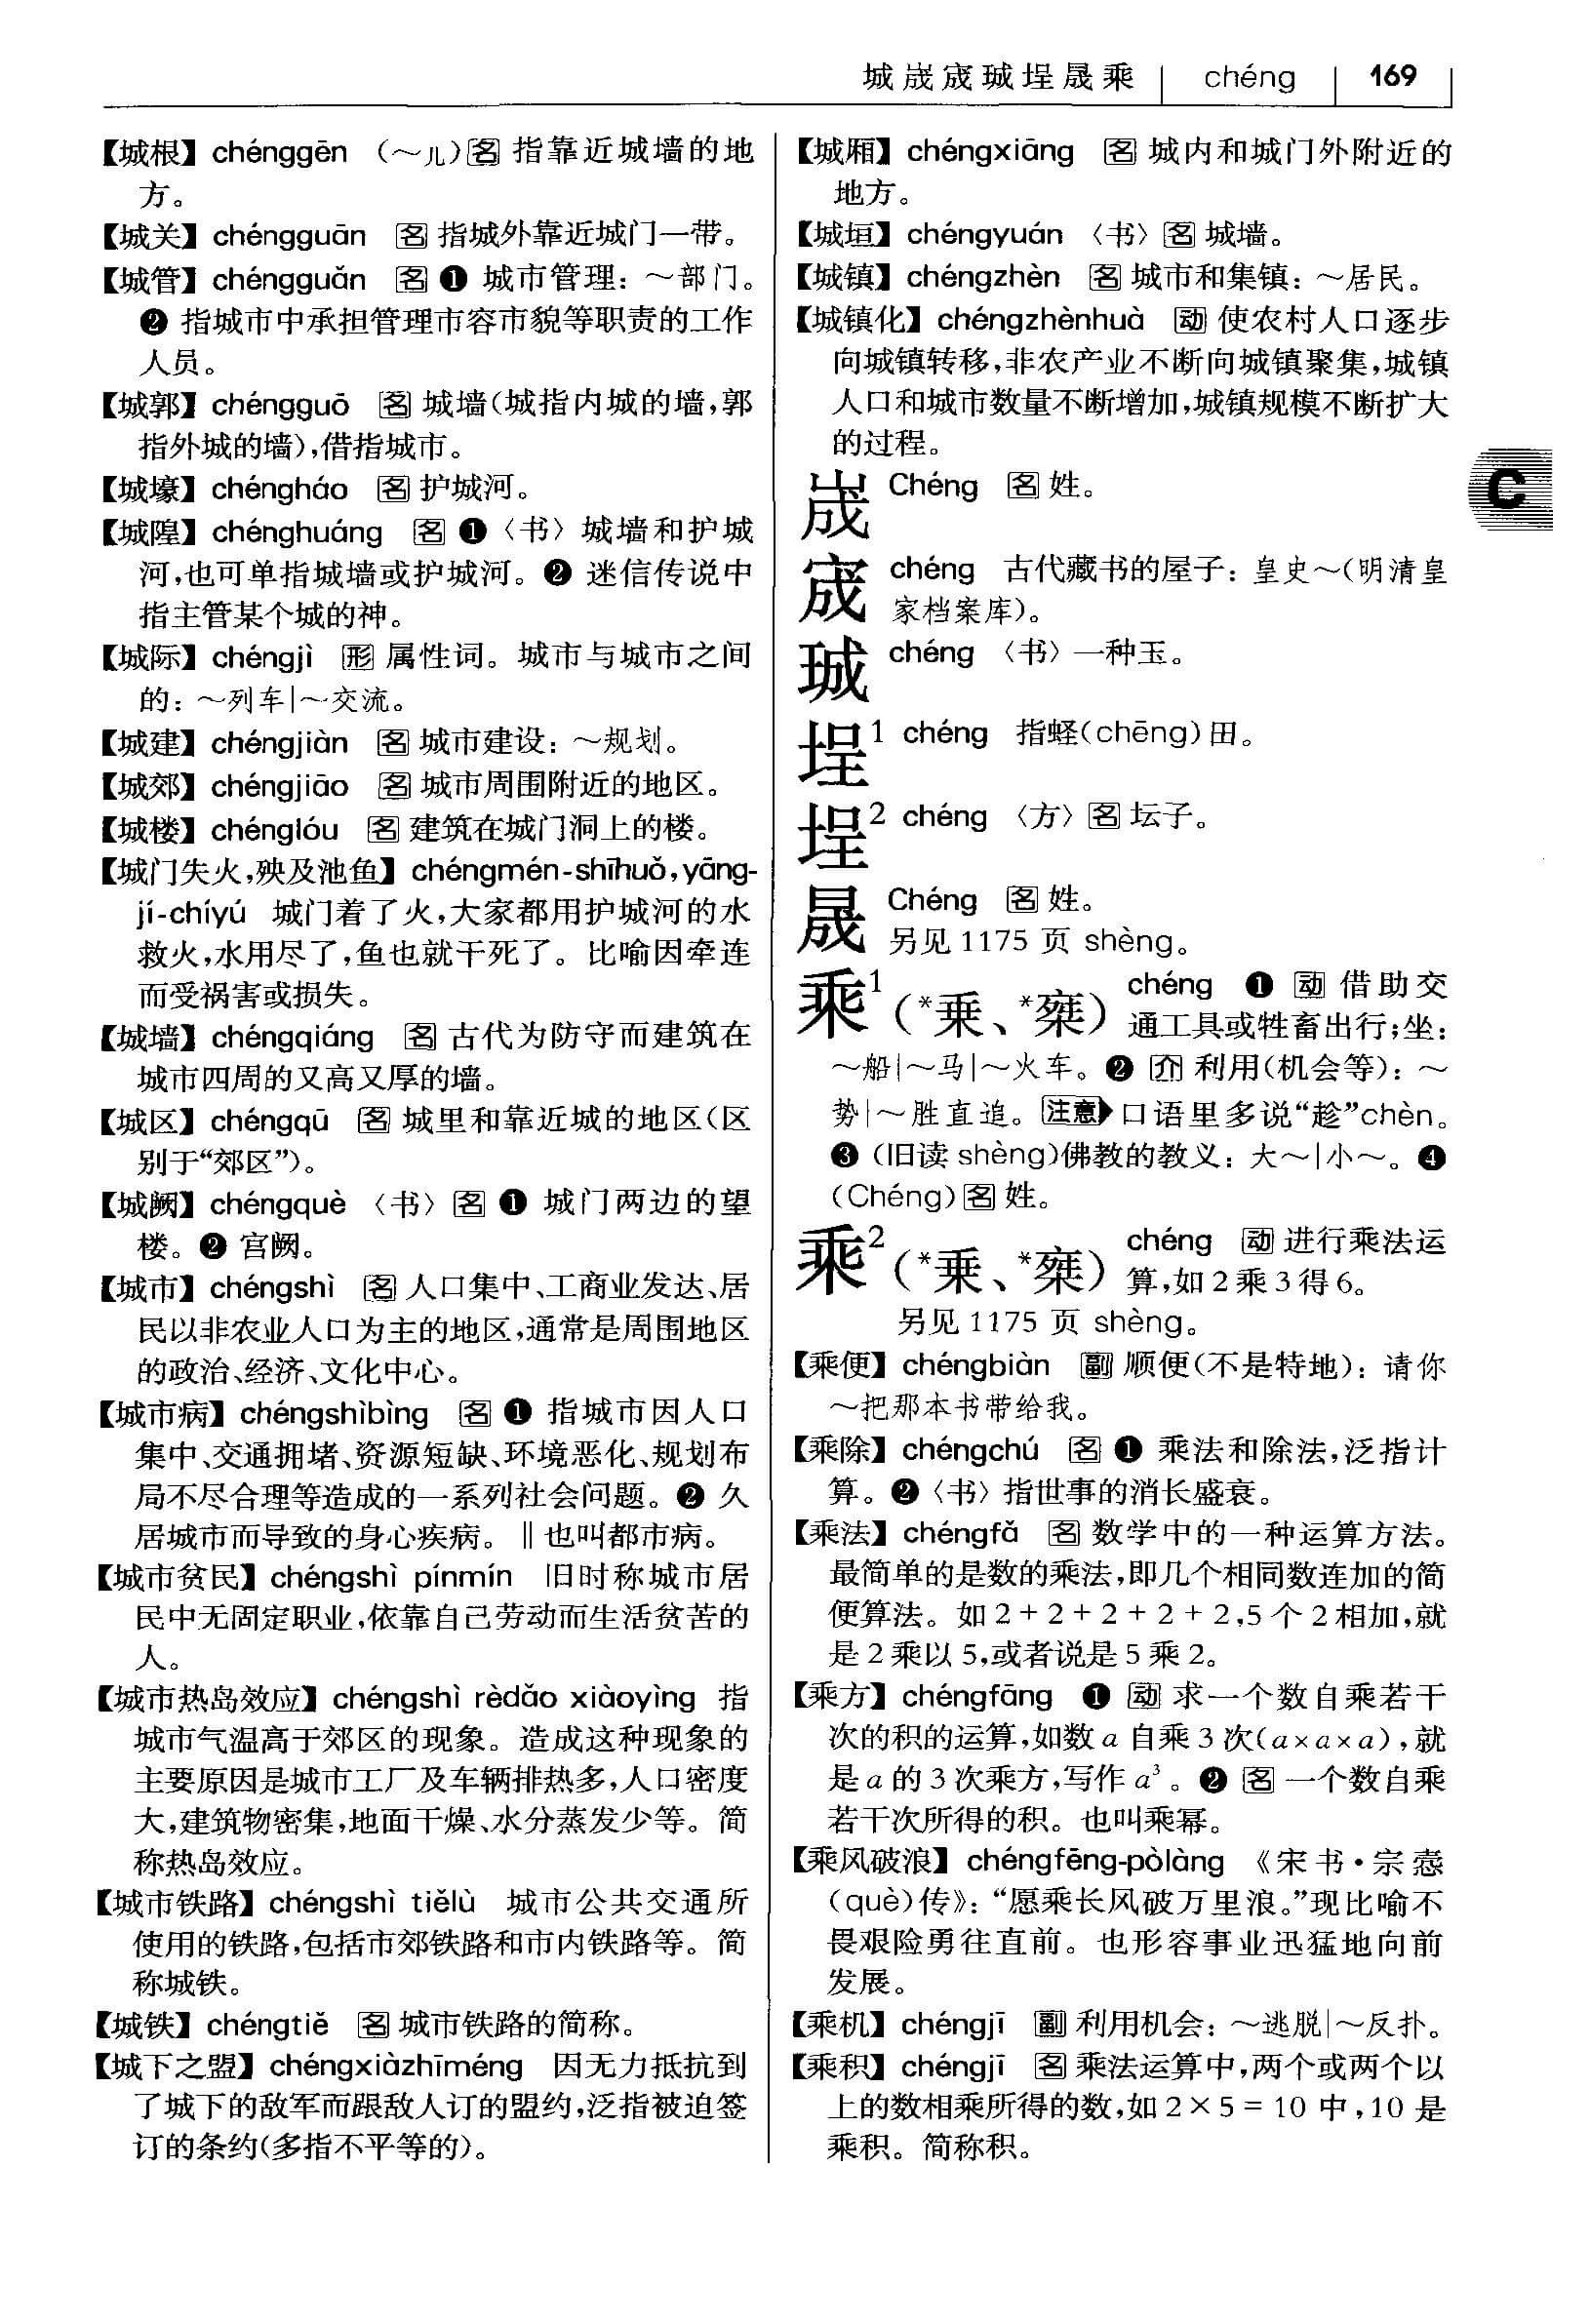 城 峸 宬 珹 埕 晟 乘 chéng 169
【城根】 chénggēn （～儿）名 指靠近城墙的地
方。
【城关】 chéngguān 名 指城外靠近城门一带。
【城管】 chéngguǎn 名 ❶ 城市管理：～部门。
❷ 指城市中承担管理市容市貌等职责的工作
人员。
【城郭】 chéngguō 名 城墙（城指内城的墙，郭
指外城的墙），借指城市。
【城壕】 chéngháo 名 护城河。
【城隍】 chénghuáng 名 ❶〈书〉城墙和护城
河，也可单指城墙或护城河。❷ 迷信传说中
指主管某个城的神。
【城际】 chéngjì 形 属性词。城市与城市之间
的：～列车|～交流。
【城建】 chéngjiàn 名 城市建设：～规划。
【城郊】 chéngjiāo 名 城市周围附近的地区。
【城楼】 chénglóu 名 建筑在城门洞上的楼。
【城门失火，殃及池鱼】 chéngmén-shīhuǒ，yāng-
jí-chíyú 城门着了火，大家都用护城河的水
救火，水用尽了，鱼也就干死了。比喻因牵连
而受祸害或损失。
【城墙】 chéngqiáng 名 古代为防守而建筑在
城市四周的又高又厚的墙。
【城区】 chéngqū 名 城里和靠近城的地区（区
别于“郊区”）。
【城阙】 chéngquè 〈书〉名 ❶ 城门两边的望
楼。❷ 宫阙。
【城市】 chéngshì 名 人口集中、工商业发达、居
民以非农业人口为主的地区，通常是周围地区
的政治、经济、文化中心。
【城市病】 chéngshìbìng 名 ❶ 指城市因人口
集中、交通拥堵、资源短缺、环境恶化、规划布
局不尽合理等造成的一系列社会问题。❷ 久
居城市而导致的身心疾病。‖也叫都市病。
【城市贫民】 chéngshì pínmín 旧时称城市居
民中无固定职业，依靠自己劳动而生活贫苦的
人。
【城市热岛效应】 chéngshì rèdǎo xiàoyìng 指
城市气温高于郊区的现象。造成这种现象的
主要原因是城市工厂及车辆排热多，人口密度
大，建筑物密集，地面干燥、水分蒸发少等。简
称热岛效应。
【城市铁路】 chéngshì tiělù 城市公共交通所
使用的铁路，包括市郊铁路和市内铁路等。简
称城铁。
【城铁】 chéngtiě 名 城市铁路的简称。
【城下之盟】 chéngxiàzhīméng 因无力抵抗到
了城下的敌军而跟敌人订的盟约，泛指被迫签
订的条约（多指不平等的）。
【城厢】 chéngxiāng 名 城内和城门外附近的
地方。
【城垣】 chéngyuán 〈书〉名 城墙。
【城镇】 chéngzhèn 名 城市和集镇：～居民。
【城镇化】 chéngzhènhuà 动 使农村人口逐步
向城镇转移，非农产业不断向城镇聚集，城镇
人口和城市数量不断增加，城镇规模不断扩大
的过程。
峸 Chéng 名 姓。
宬 chéng 古代藏书的屋子：皇史～（明清皇
家档案库）。
珹 chéng 〈书〉一种玉。
埕1 chéng 指蛏（chēng）田。
埕2 chéng 〈方〉名 坛子。
晟 Chéng 名 姓。
另见 1175 页 shèng。
乘1（*乗、*椉） chéng ❶ 动 借助交
通工具或牲畜出行；坐：
～船|～马|～火车。❷ 介 利用（机会等）：～
势|～胜直追。注意 口语里多说“趁”chèn。
❸（旧读 shèng）佛教的教义：大～|小～。❹
（Chéng）名 姓。
乘2（*乗、*椉） chéng 动 进行乘法运
算，如 2 乘 3 得 6。
另见 1175 页 shèng。
【乘便】 chéngbiàn 副 顺便（不是特地）：请你
～把那本书带给我。
【乘除】 chéngchú 名 ❶ 乘法和除法，泛指计
算。❷〈书〉指世事的消长盛衰。
【乘法】 chéngfǎ 名 数学中的一种运算方法。
最简单的是数的乘法，即几个相同数连加的简
便算法。如 2 + 2 + 2 + 2 + 2，5 个 2 相加，就
是 2 乘以 5，或者说是 5 乘 2。
【乘方】 chéngfāng ❶ 动 求一个数自乘若干
次的积的运算，如数 a 自乘 3 次（a×a×a），就
是 a 的 3 次乘方，写作 a³。❷ 名 一个数自乘
若干次所得的积。也叫乘幂。
【乘风破浪】 chéngfēng-pòlàng 《宋书·宗悫
（què）传》：“愿乘长风破万里浪。”现比喻不
畏艰险勇往直前。也形容事业迅猛地向前
发展。
【乘机】 chéngjī 副 利用机会：～逃脱|～反扑。
【乘积】 chéngjī 名 乘法运算中，两个或两个以
上的数相乘所得的数，如 2×5 = 10 中，10 是
乘积。简称积。
C